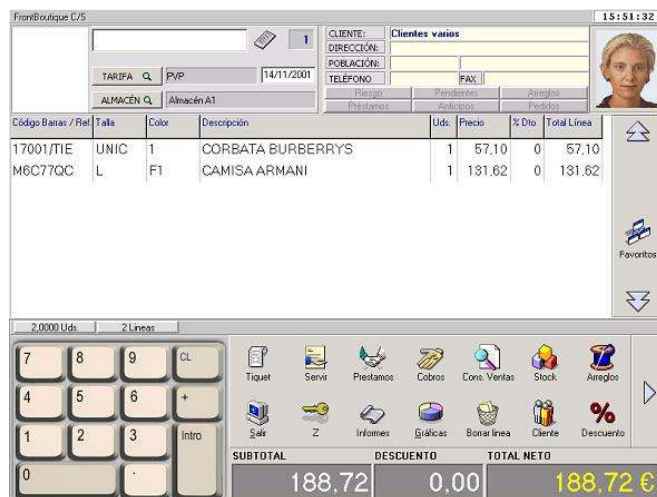 FrontBoutique C/S 15:51:32
1
CLIENTE: Clientes varios
DIRECCIÓN:
POBLACIÓN:
TELÉFONO FAX
TARIFA PVP 14/11/2001
ALMACÉN Almacén A1
Riesgo Pendientes Arreglos
Préstamos Anticipos Pedidos
Código Barras / Ref. Talla Color Descripción Uds. Precio % Dto. Total Línea
17001/TIE UNIC 1 CORBATA BURBERRYS 1 57,10 0 57,10
M6C77QC L F1 CAMISA ARMANI 1 131,62 0 131,62
Favoritos
2,0000 Uds. 2 Lineas
7 8 9 CL
4 5 6 +
1 2 3 Intro
0 .
Tiquet Servir Prestamos Cobros Cons. Ventas Stock Arreglos
Salir Z Informes Gráficas Borrar linea Cliente Descuento
SUBTOTAL DESCUENTO TOTAL NETO
188,72 0,00 188,72 €